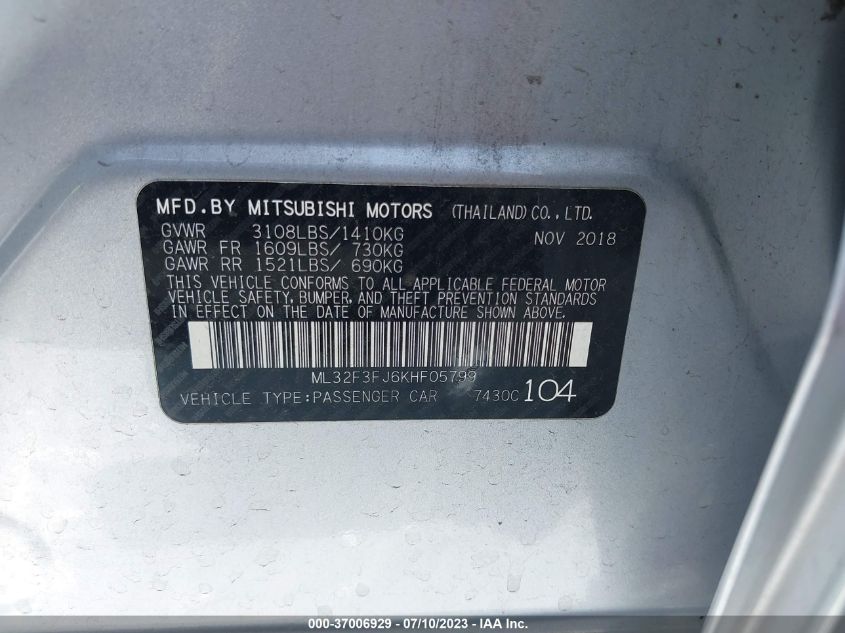 MFD.BY MITSUBISHI MOTORS (THAILAND)CO.,LTD.
GVWR 3108LBS/1410KG NOV 2018
GAWR FR 1609LBS/ 730KG
GAWR RR 1521LBS/ 690KG
THIS VEHICLE CONFORMS TO ALL APPLICABLE FEDERAL MOTOR
VEHICLE SAFETY, BUMPER, AND THEFT PREVENTION STANDARDS
IN EFFECT ON THE DATE OF MANUFACTURE SHOWN ABOVE.
ML32F3FJ6KHF05799
VEHICLE TYPE:PASSENGER CAR 7430C 104
000-37006929 - 07/10/2023 - IAA Inc.